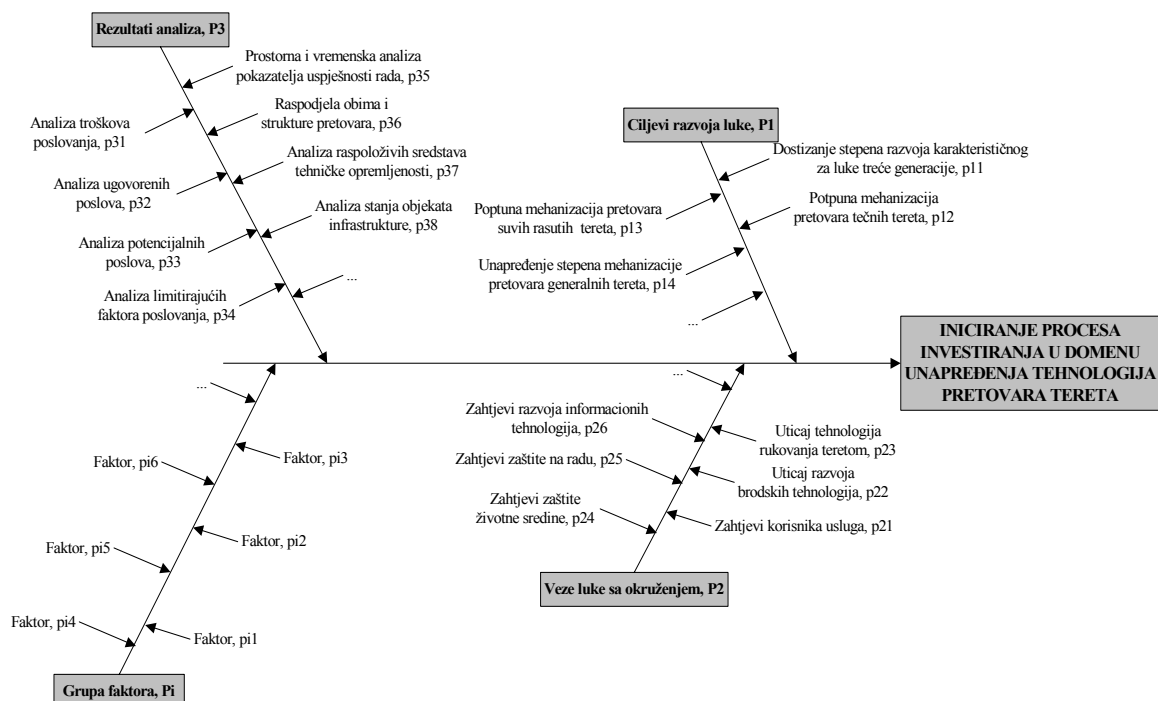 Rezultati analiza, P3
Prostorna i vremenska analiza
pokazatelja uspješnosti rada, p35
Analiza troškova
poslovanja, p31
Raspodjela obima i
strukture pretovara, p36
Analiza ugovorenih
poslova, p32
Analiza raspoloživih sredstava
tehničke opremljenosti, p37
Analiza potencijalnih
poslova, p33
Analiza stanja objekata
infrastrukture, p38
Analiza limitirajućih
faktora poslovanja, p34
...
Ciljevi razvoja luke, P1
Dostizanje stepena razvoja karakterističnog
za luke treće generacije, p11
Poptuna mehanizacija pretovara
suvih rasutih tereta, p13
Potpuna mehanizacija
pretovara tečnih tereta, p12
Unapređenje stepena mehanizacije
pretovara generalnih tereta, p14
...
INICIRANJE PROCESA
INVESTIRANJA U DOMENU
UNAPREĐENJA TEHNOLOGIJA
PRETOVARA TERETA
...
Faktor, pi3
Faktor, pi6
Faktor, pi2
Faktor, pi5
Faktor, pi4
Faktor, pi1
Grupa faktora, Pi
...
Zahtjevi razvoja informacionih
tehnologija, p26
Uticaj tehnologija
rukovanja teretom, p23
Zahtjevi zaštite na radu, p25
Uticaj razvoja
brodskih tehnologija, p22
Zahtjevi zaštite
životne sredine, p24
Zahtjevi korisnika usluga, p21
Veze luke sa okruženjem, P2